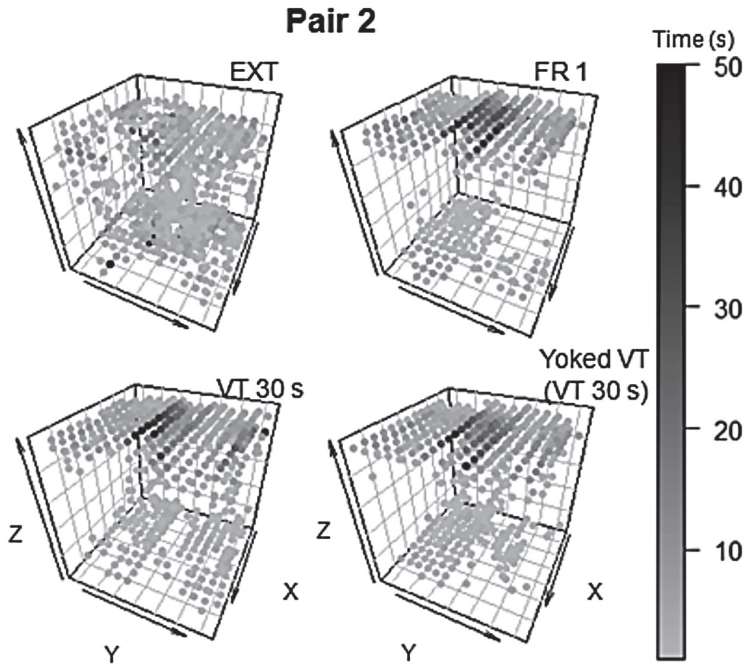 Pair 2
Time (s)
EXT
FR 1
50
40
30
20
10
VT 30 s
Yoked VT
(VT 30 s)
Z
X
Y
Z
X
Y